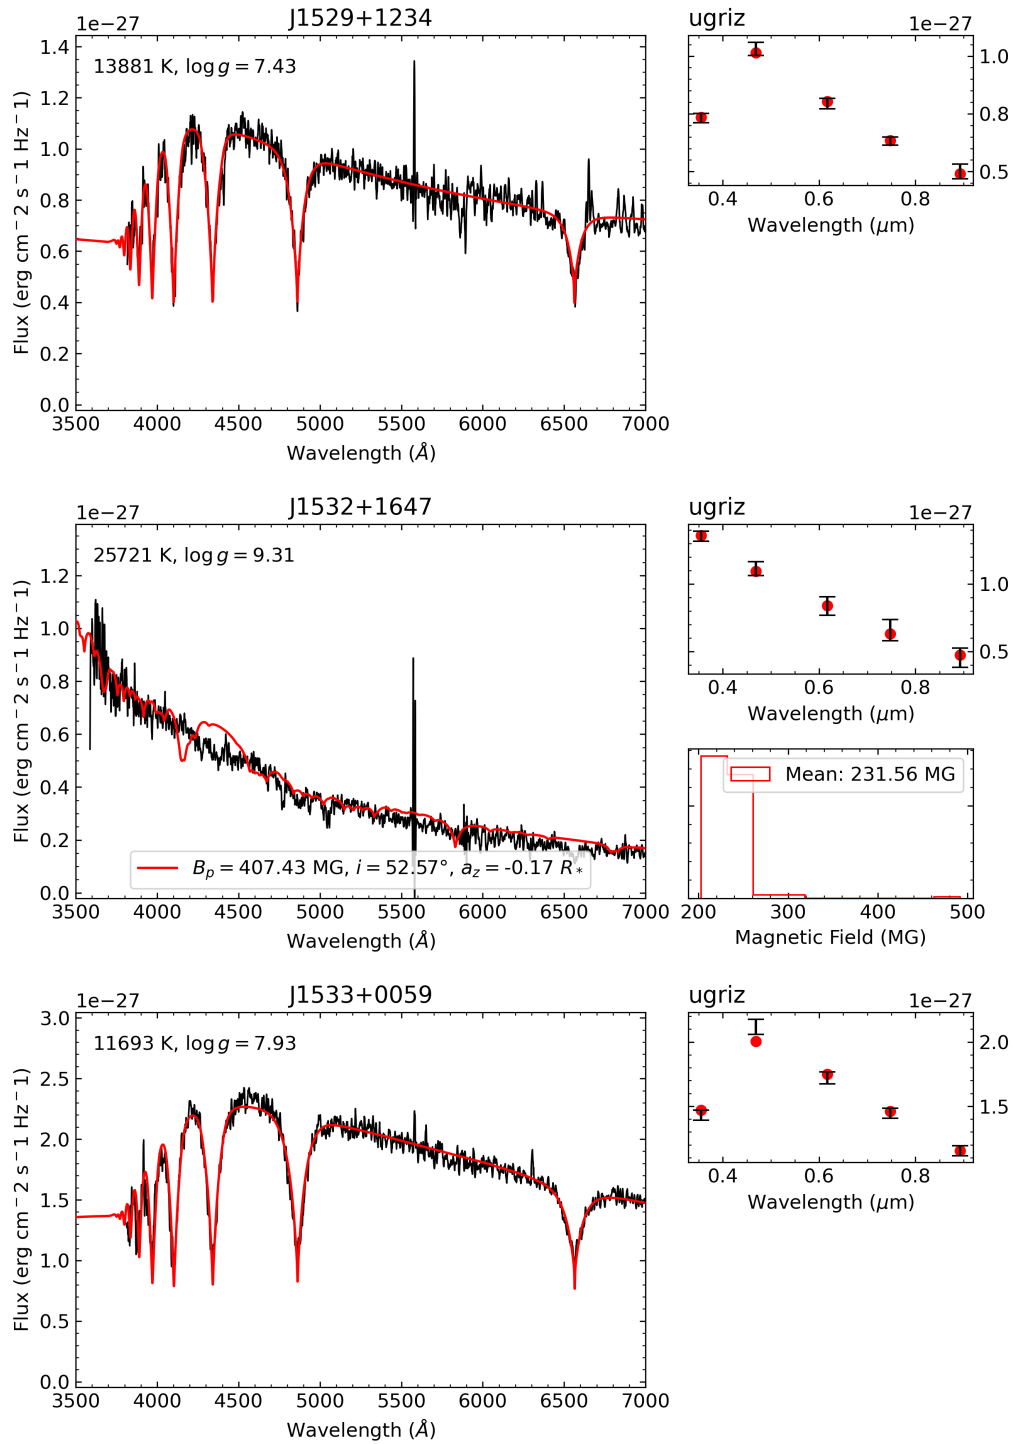 J1529+1234
1e−27
13881 K, log g = 7.43
Flux (erg cm−2 s−1 Hz−1)
1.4
1.2
1.0
0.8
0.6
0.4
0.2
0.0
3500 4000 4500 5000 5500 6000 6500 7000
Wavelength (Å)
ugriz
1e−27
1.0
0.8
0.5
0.4 0.6 0.8
Wavelength (μm)
J1532+1647
1e−27
25721 K, log g = 9.31
Flux (erg cm−2 s−1 Hz−1)
1.2
1.0
0.8
0.6
0.4
0.2
0.0
B_p = 407.43 MG, i = 52.57°, a_z = -0.17 R_*
3500 4000 4500 5000 5500 6000 6500 7000
Wavelength (Å)
ugriz
1e−27
1.0
0.5
0.4 0.6 0.8
Wavelength (μm)
Mean: 231.56 MG
200 300 400 500
Magnetic Field (MG)
J1533+0059
1e−27
11693 K, log g = 7.93
Flux (erg cm−2 s−1 Hz−1)
3.0
2.5
2.0
1.5
1.0
0.5
0.0
3500 4000 4500 5000 5500 6000 6500 7000
Wavelength (Å)
ugriz
1e−27
2.0
1.5
0.4 0.6 0.8
Wavelength (μm)